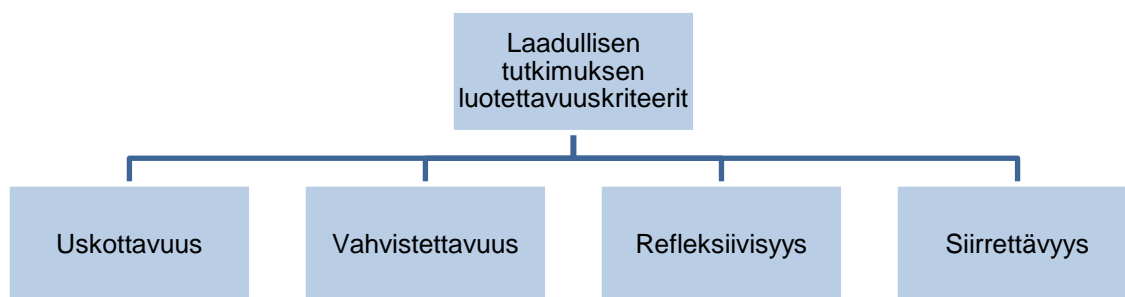 Laadullisen
tutkimuksen
luotettavuuskriteerit
Uskottavuus
Vahvistettavuus
Refleksiivisyys
Siirrettävyys